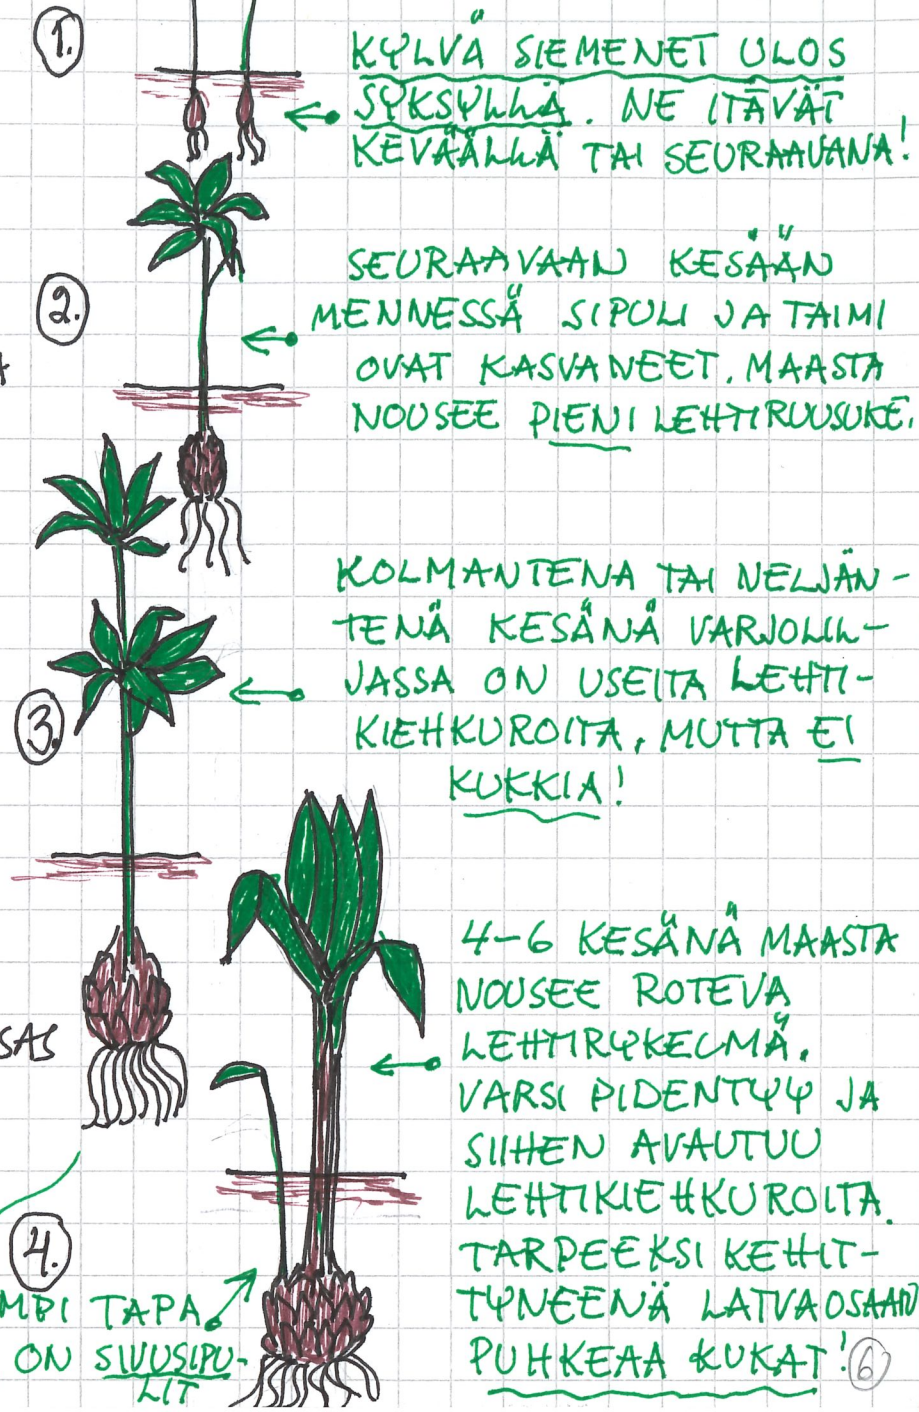 1.
KYLVÄ SIEMENET ULOS
SYKSYLLÄ. NE ITÄVÄT
KEVÄÄLLÄ TAI SEURAAVANA!
2.
SEURAAVAAN KESÄÄN
MENNESSÄ SIPULI JA TAIMI
OVAT KASVANEET. MAASTA
NOUSEE PIENI LEHTIRUUSUKE.
3.
KOLMANTENA TAI NELJÄN-
TENÄ KESÄNÄ VARJOLIL-
JASSA ON USEITA LEHTI-
KIEHKUROITA, MUTTA EI
KUKKIA!
SAS
4-6 KESÄNÄ MAASTA
NOUSEE ROTEVA
LEHTIRYKELMÄ.
VARSI PIDENTYY JA
SIIHEN AVAUTUU
LEHTIKIEHKUROITA.
TARPEEKSI KEHIT-
TYNEENÄ LATVAOSAAN
PUHKEAA KUKAT!
4.
MPI TAPA
ON SIVUSIPU-
LIT
6